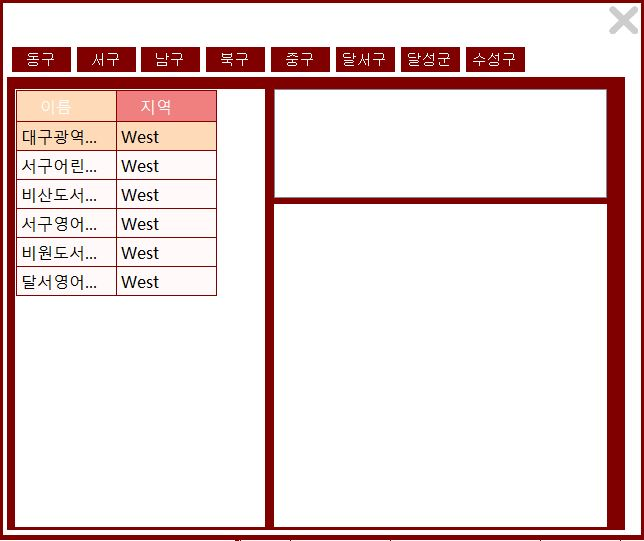 동구 서구 남구 북구 중구 달서구 달성군 수성구
이름 지역
대구광역... West
서구어린... West
비산도서... West
서구영어... West
비원도서... West
달서영어... West